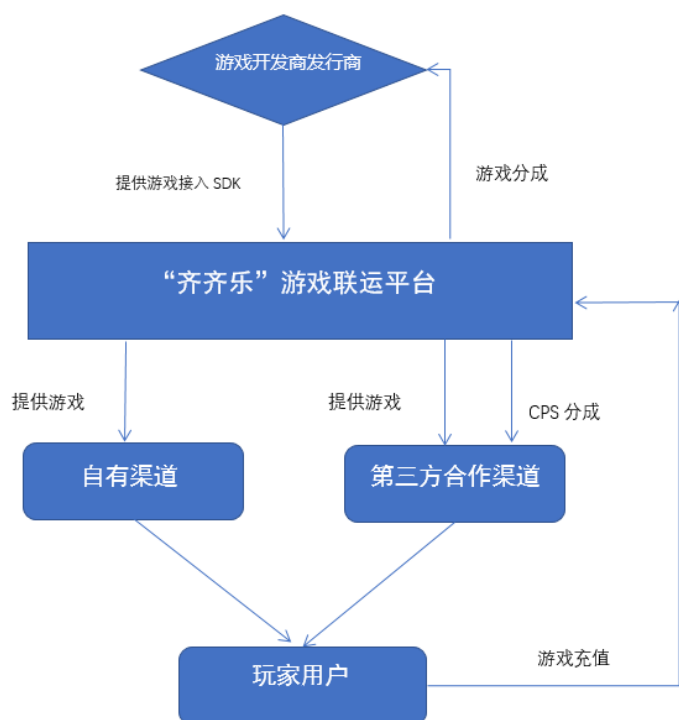 游戏开发商发行商
提供游戏接入 SDK
游戏分成
“齐齐乐”游戏联运平台
提供游戏
提供游戏
CPS 分成
自有渠道
第三方合作渠道
玩家用户
游戏充值